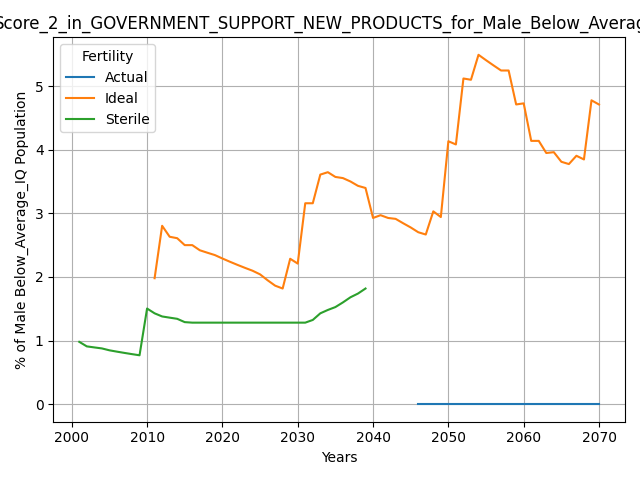 Score_2_in_GOVERNMENT_SUPPORT_NEW_PRODUCTS_for_Male_Below_Averag
Fertility
Actual
Ideal
Sterile
% of Male Below_Average_IQ Population
5
4
3
2
1
0
2000 2010 2020 2030 2040 2050 2060 2070
Years